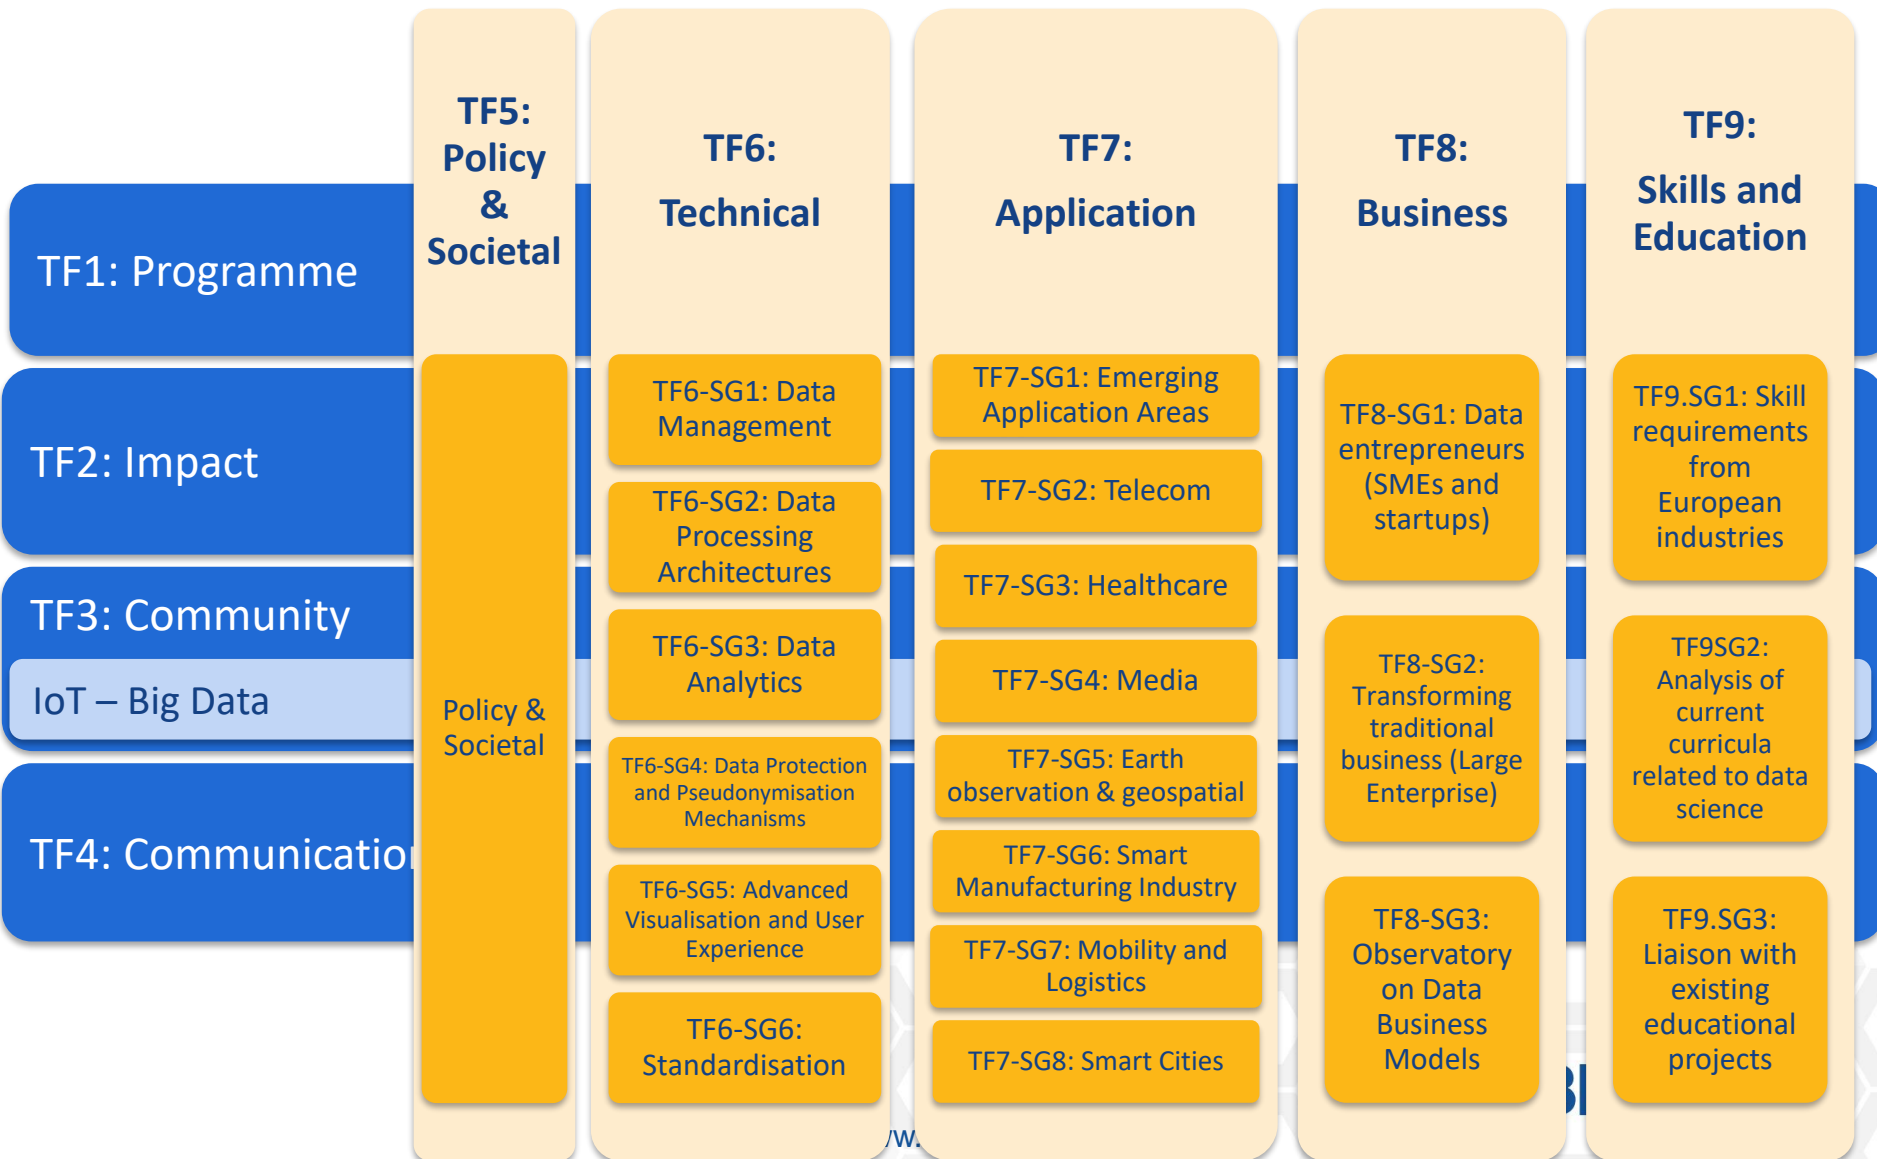 TF1: Programme
TF2: Impact
TF3: Community
IoT – Big Data
TF4: Communication
TF5:
Policy
&
Societal
Policy &
Societal
TF6:
Technical
TF6-SG1: Data
Management
TF6-SG2: Data
Processing
Architectures
TF6-SG3: Data
Analytics
TF6-SG4: Data Protection
and Pseudonymisation
Mechanisms
TF6-SG5: Advanced
Visualisation and User
Experience
TF6-SG6:
Standardisation
TF7:
Application
TF7-SG1: Emerging
Application Areas
TF7-SG2: Telecom
TF7-SG3: Healthcare
TF7-SG4: Media
TF7-SG5: Earth
observation & geospatial
TF7-SG6: Smart
Manufacturing Industry
TF7-SG7: Mobility and
Logistics
TF7-SG8: Smart Cities
TF8:
Business
TF8-SG1: Data
entrepreneurs
(SMEs and
startups)
TF8-SG2:
Transforming
traditional
business (Large
Enterprise)
TF8-SG3:
Observatory
on Data
Business
Models
TF9:
Skills and
Education
TF9.SG1: Skill
requirements
from
European
industries
TF9SG2:
Analysis of
current
curricula
related to data
science
TF9.SG3:
Liaison with
existing
educational
projects